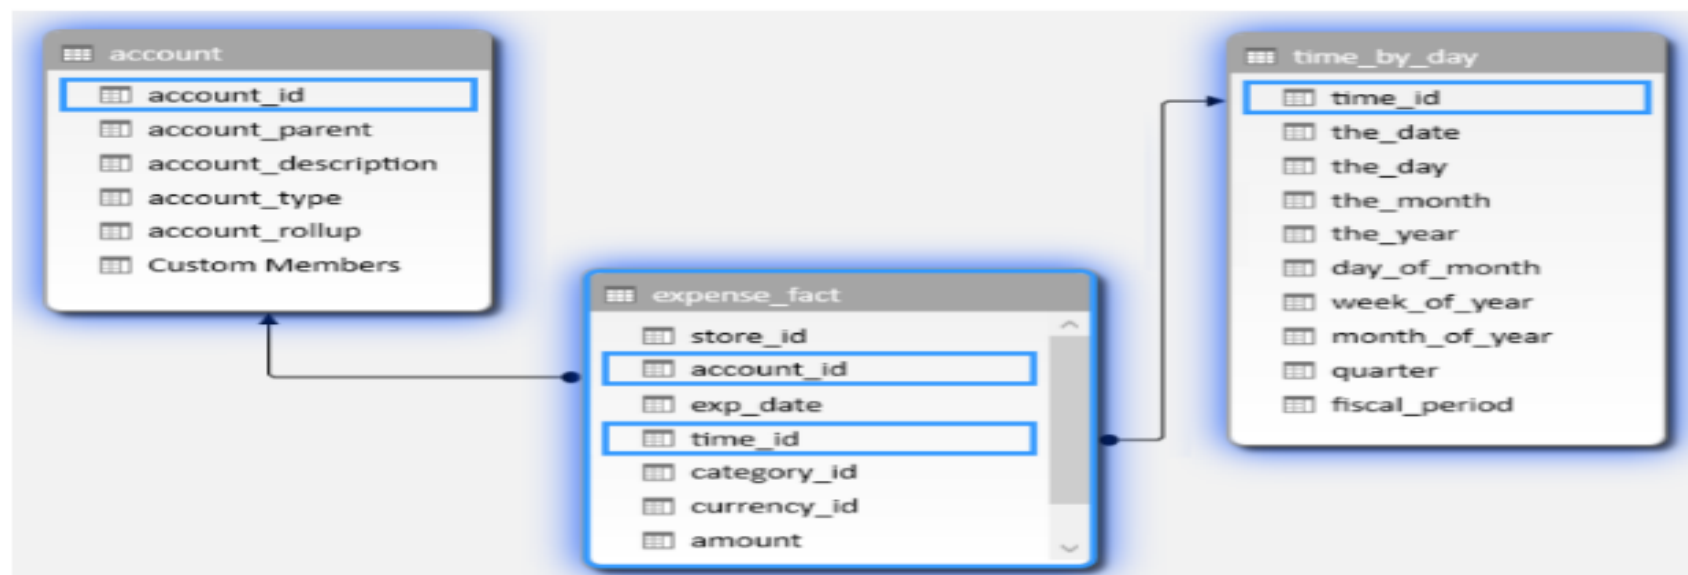 account
account_id
account_parent
account_description
account_type
account_rollup
Custom Members
expense_fact
store_id
account_id
exp_date
time_id
category_id
currency_id
amount
time_by_day
time_id
the_date
the_day
the_month
the_year
day_of_month
week_of_year
month_of_year
quarter
fiscal_period